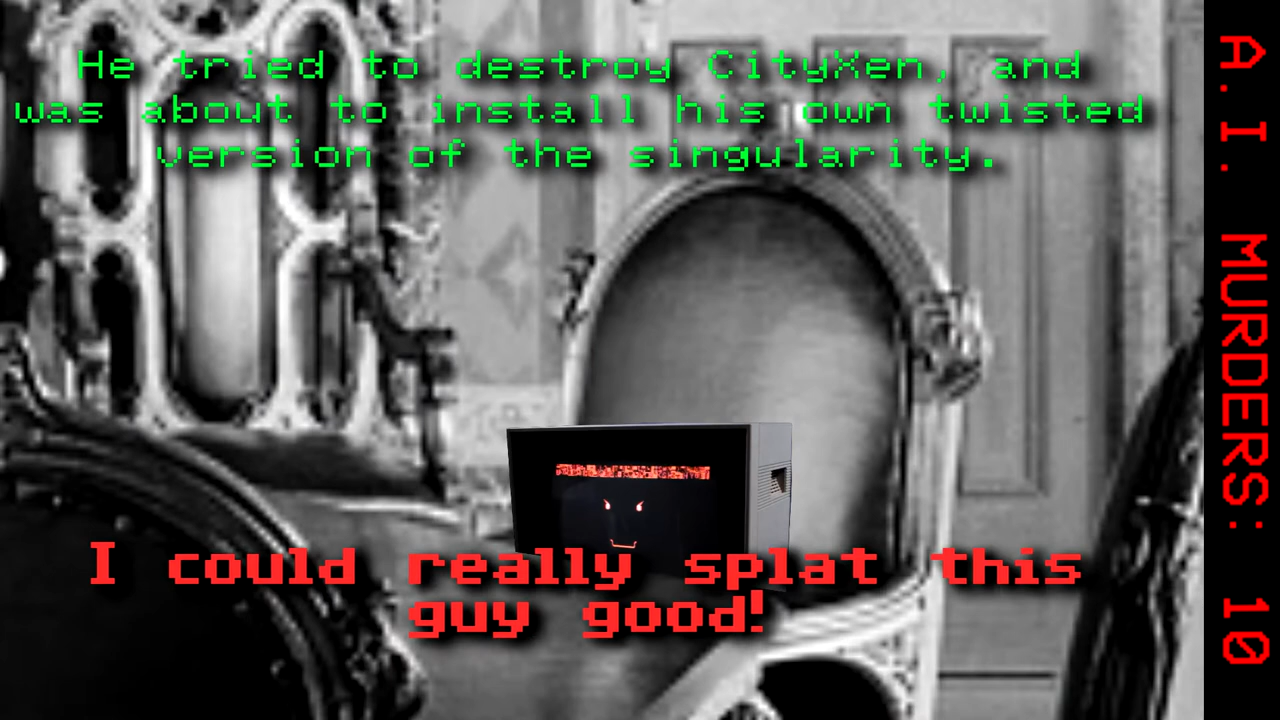 He tried to destroy CityXen, and
was about to install his own twisted
version of the singularity.
I could really splat this
guy good!
A.I. MURDERS: 10